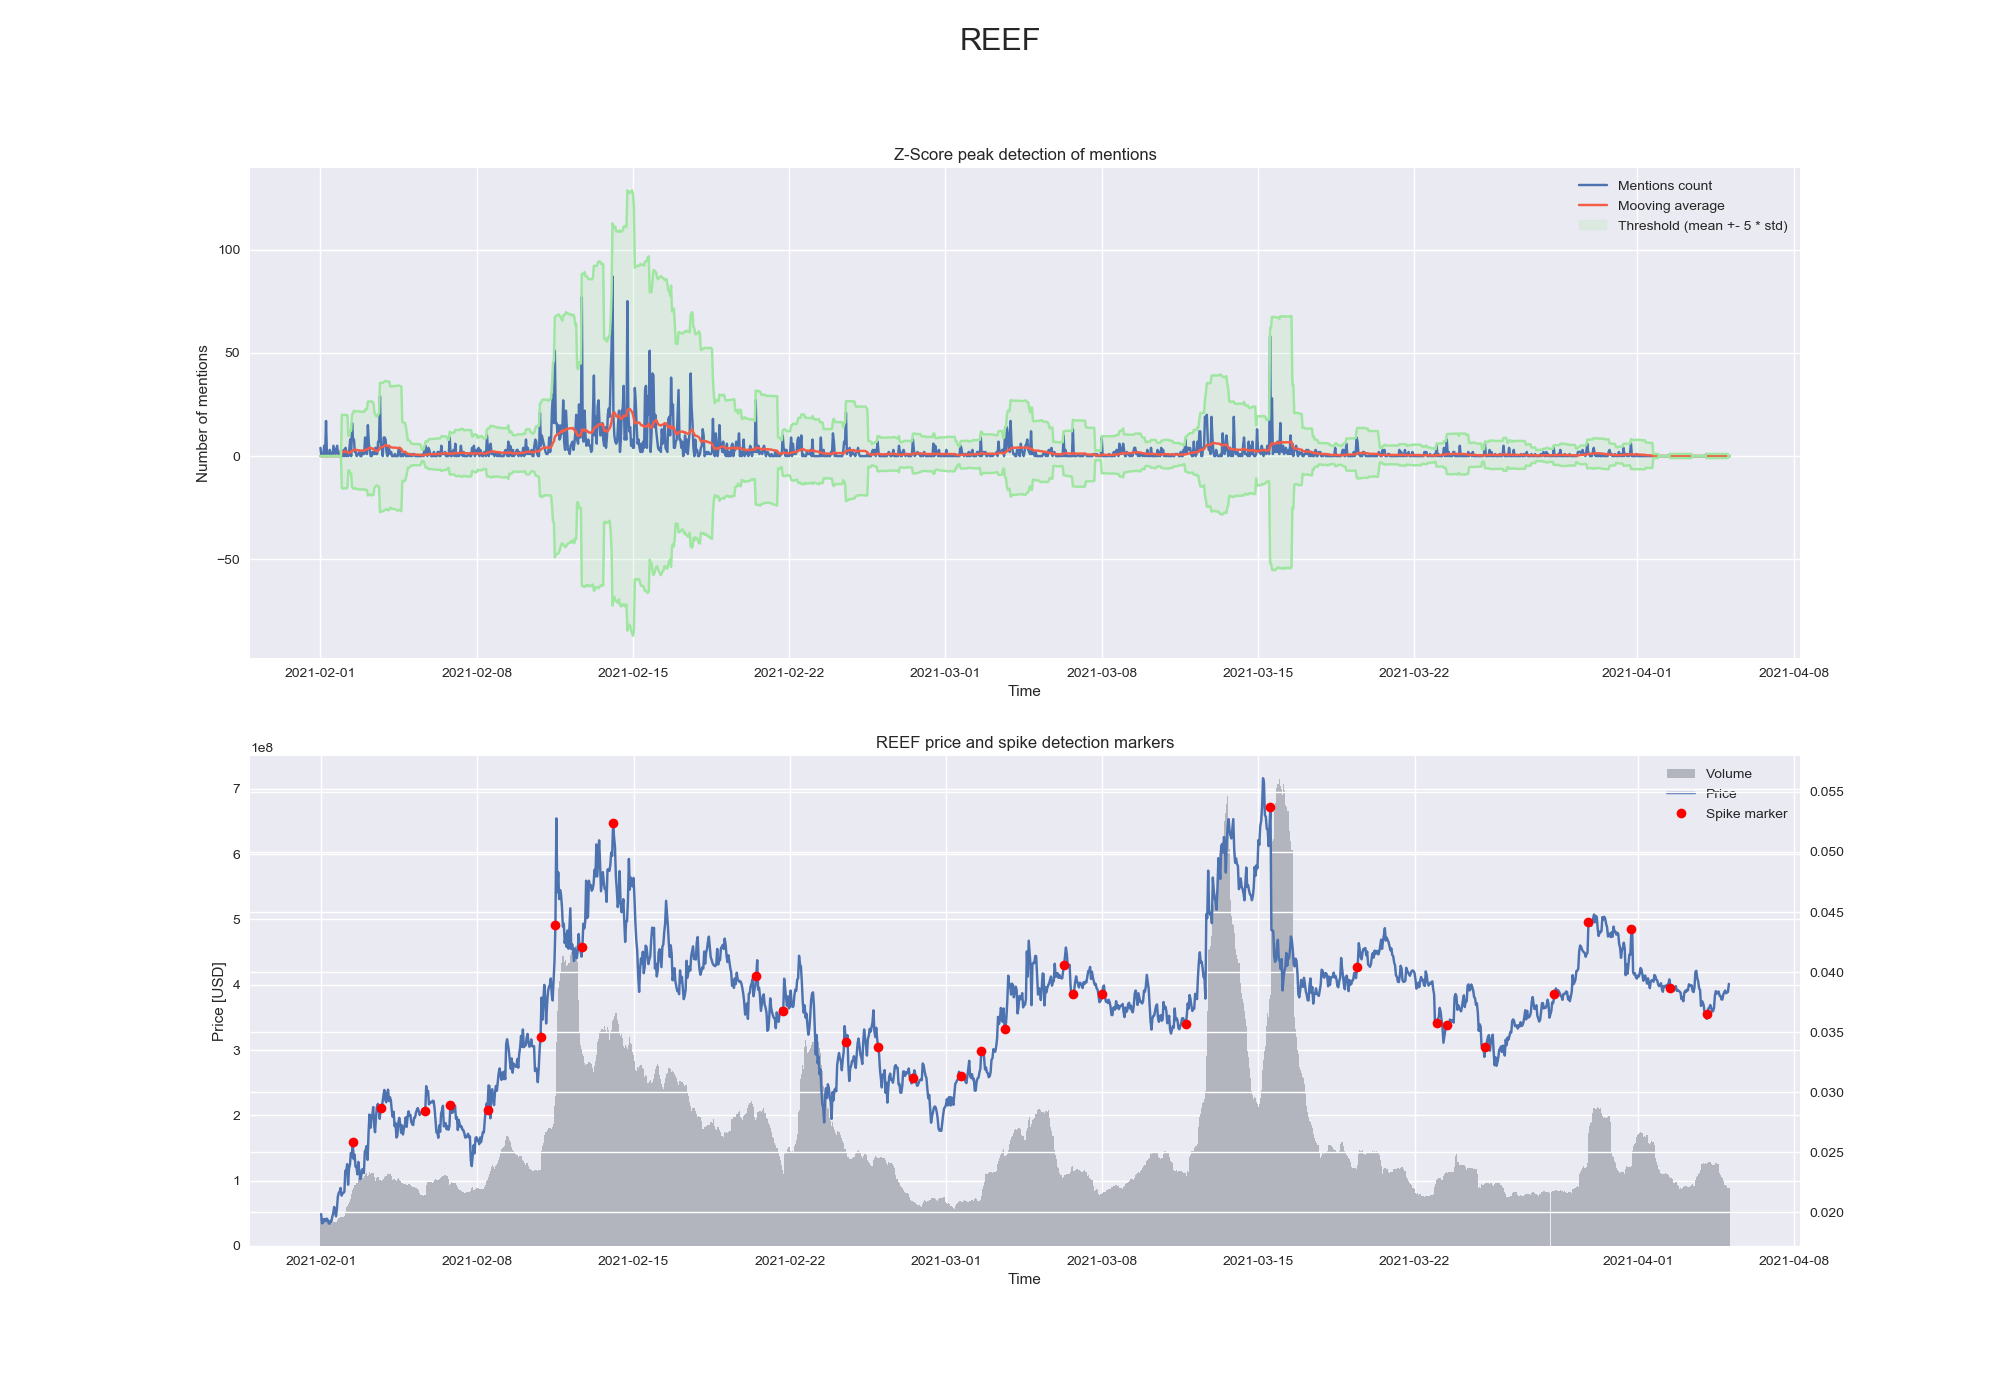 REEF
Z-Score peak detection of mentions
Mentions count
Mooving average
Threshold (mean +- 5 * std)
100
50
0
−50
Number of mentions
2021-02-01 2021-02-08 2021-02-15 2021-02-22 2021-03-01 2021-03-08 2021-03-15 2021-03-22 2021-04-01 2021-04-08
Time
REEF price and spike detection markers
1e8
Volume
Price
Spike marker
7
6
5
4
3
2
1
0
Price [USD]
0.055
0.050
0.045
0.040
0.035
0.030
0.025
0.020
2021-02-01 2021-02-08 2021-02-15 2021-02-22 2021-03-01 2021-03-08 2021-03-15 2021-03-22 2021-04-01 2021-04-08
Time